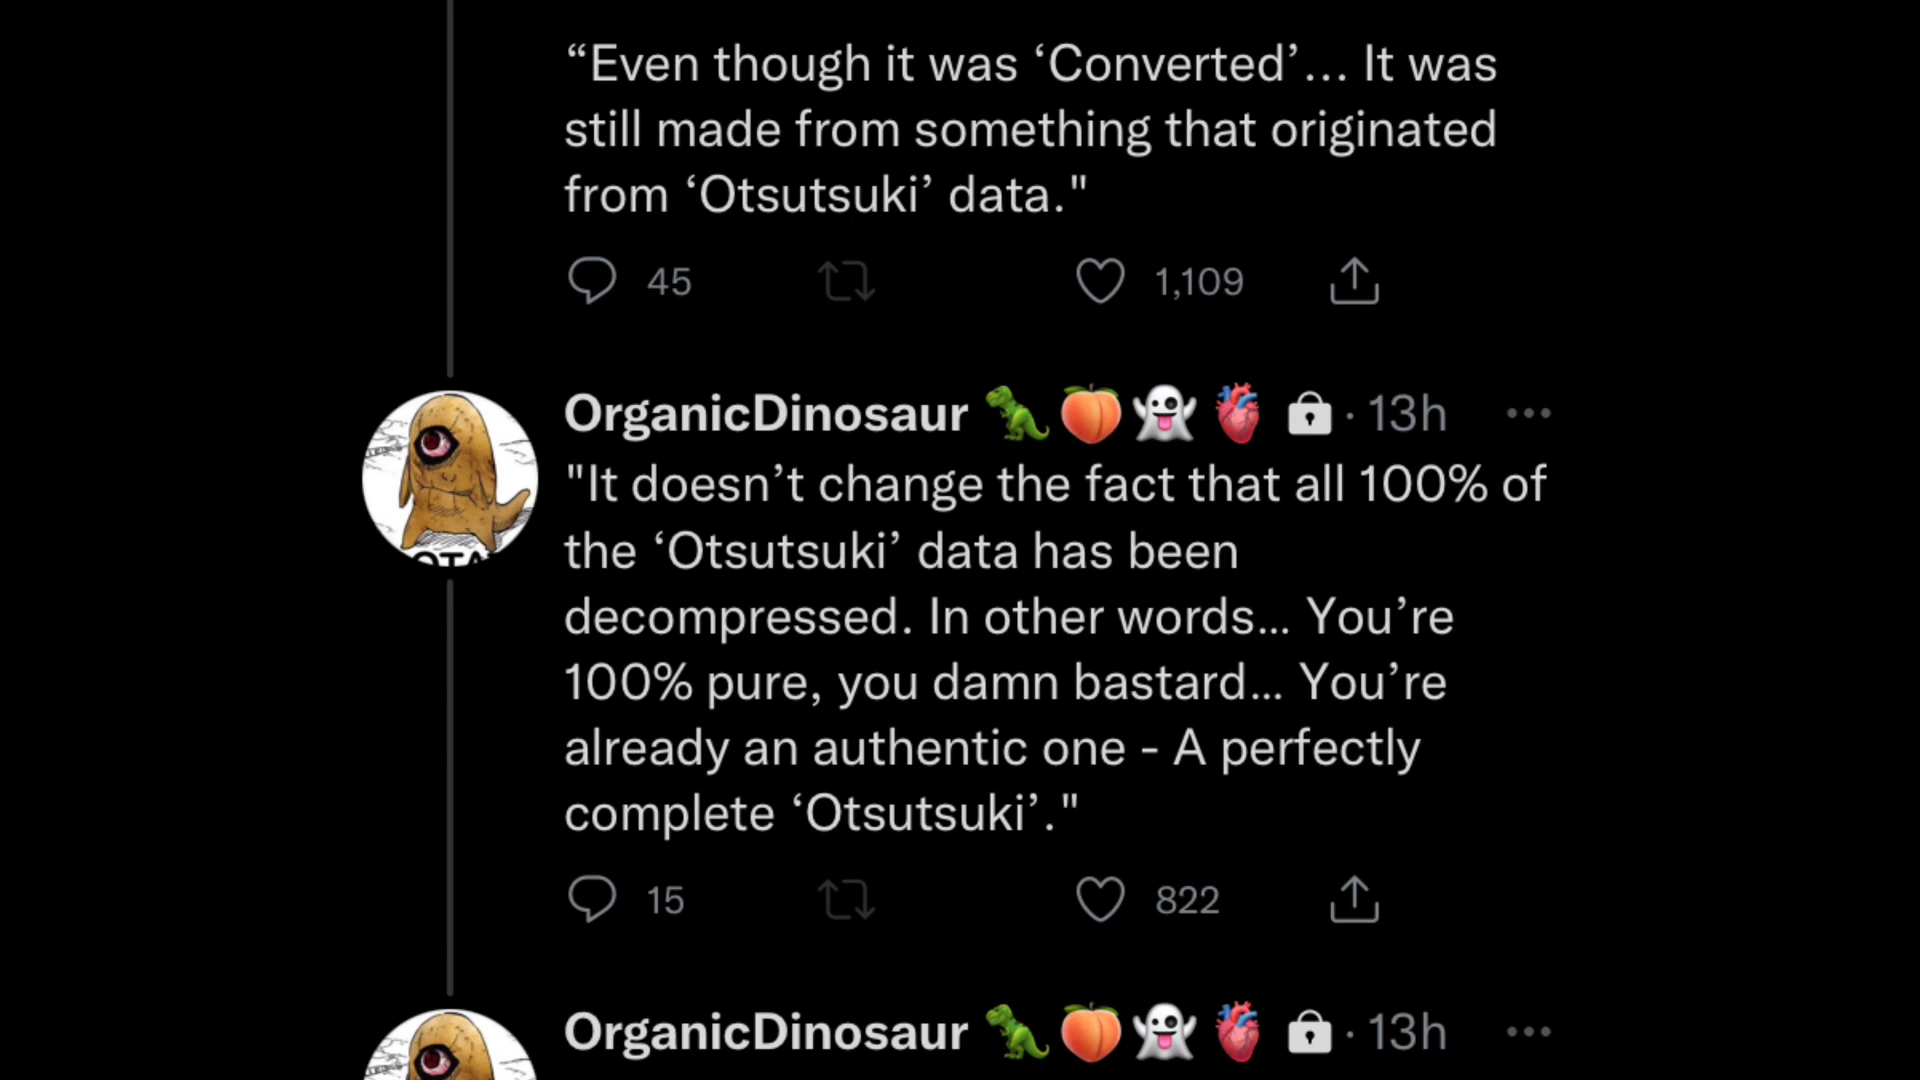 “Even though it was ‘Converted’... It was
still made from something that originated
from ‘Otsutsuki’ data."
45 1,109
OrganicDinosaur 🦖🍑👻🫀🔒 · 13h ...
"It doesn’t change the fact that all 100% of
the ‘Otsutsuki’ data has been
decompressed. In other words... You’re
100% pure, you damn bastard... You’re
already an authentic one - A perfectly
complete ‘Otsutsuki’."
15 822
OrganicDinosaur 🦖🍑👻🫀🔒 · 13h ...